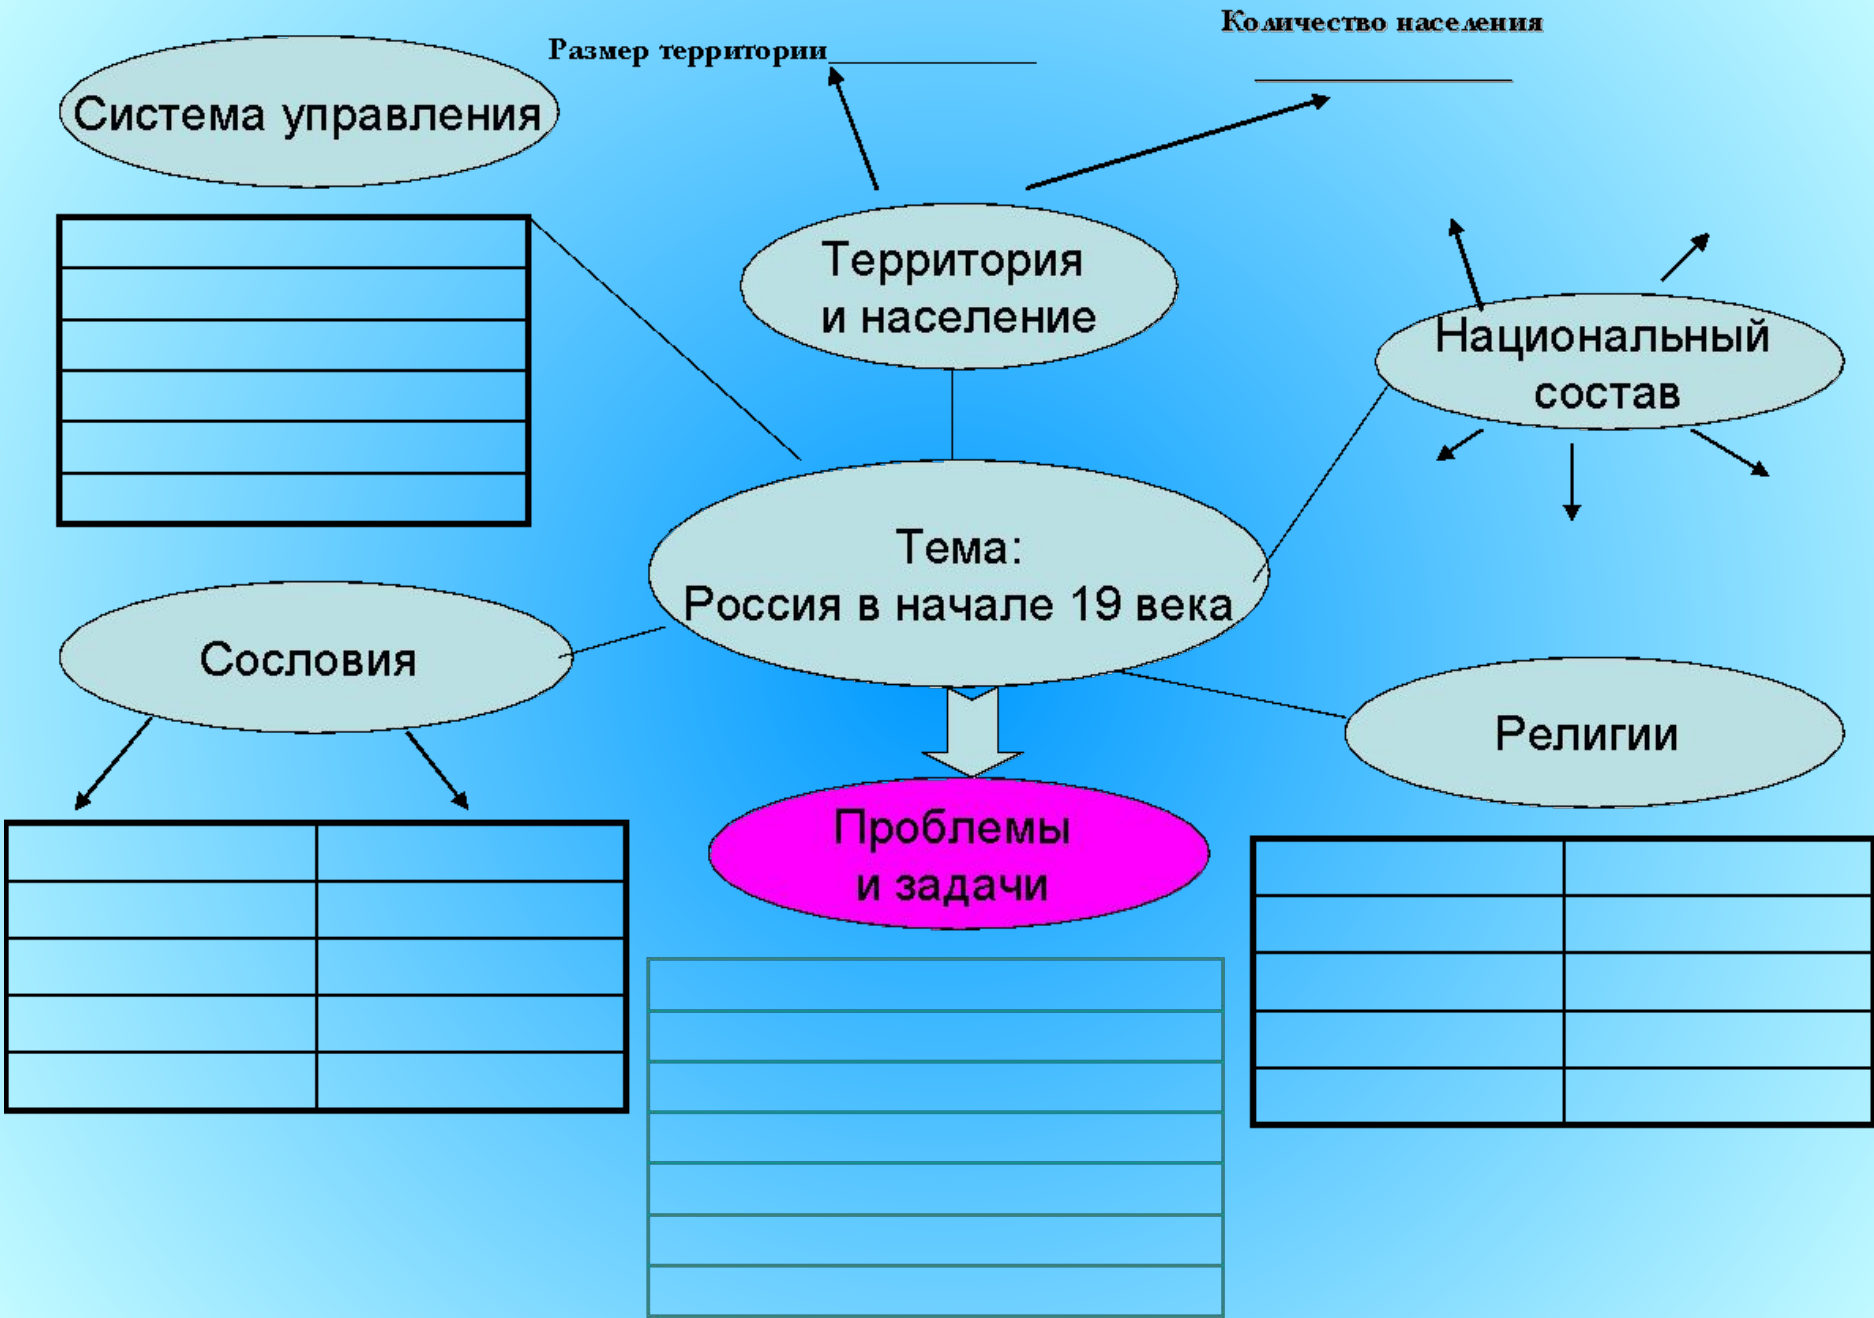 Количество населения
Размер территории
Система управления
Территория
и население
Национальный
состав
Тема:
Россия в начале 19 века
Сословия
Религии
Проблемы
и задачи